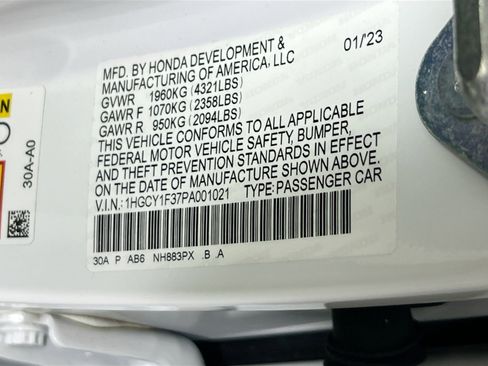 MFD. BY HONDA DEVELOPMENT & 01/23
MANUFACTURING OF AMERICA, LLC
GVWR 1960KG (4321LBS)
GAWR F 1070KG (2358LBS)
GAWR R 950KG (2094LBS)
THIS VEHICLE CONFORMS TO ALL APPLICABLE
FEDERAL MOTOR VEHICLE SAFETY, BUMPER,
AND THEFT PREVENTION STANDARDS IN EFFECT
ON THE DATE OF MANUFACTURE SHOWN ABOVE.
V.I.N.: 1HGCY1F37PA001021 TYPE: PASSENGER CAR
30A P AB6 NH883PX .B .A
30A-A0